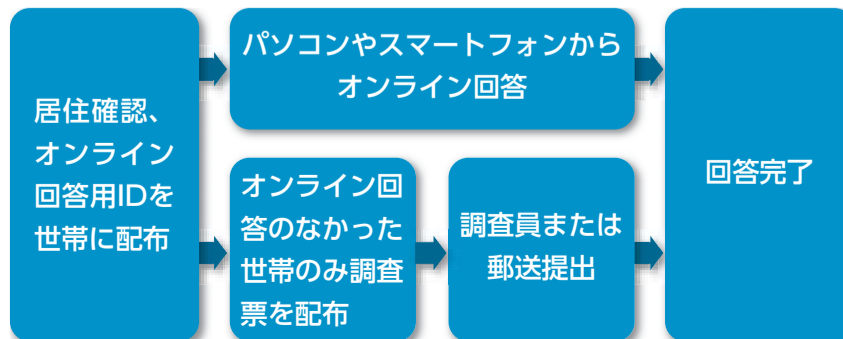 居住確認、
オンライン
回答用IDを
世帯に配布
パソコンやスマートフォンから
オンライン回答
オンライン回
答のなかった
世帯のみ調査
票を配布
調査員または
郵送提出
回答完了